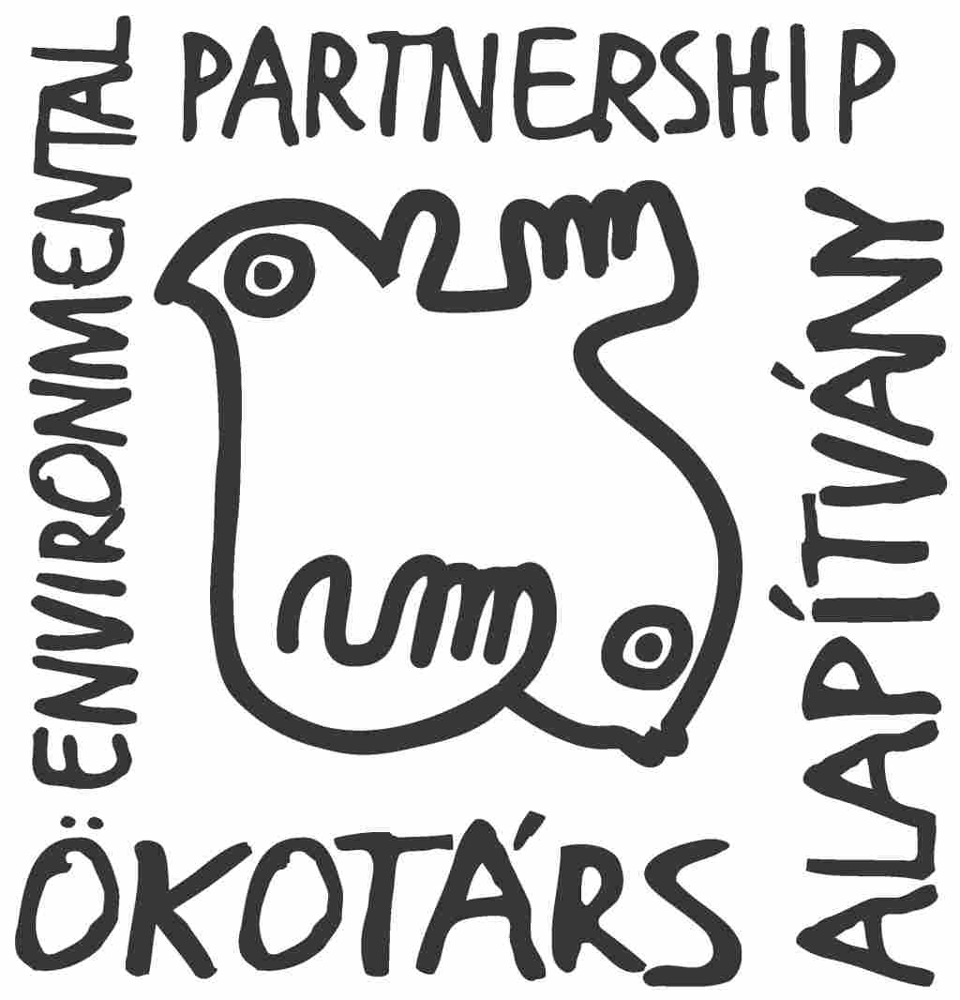 ENVIRONMENTAL
PARTNERSHIP
ÖKOTÁRS
ALAPÍTVÁNY